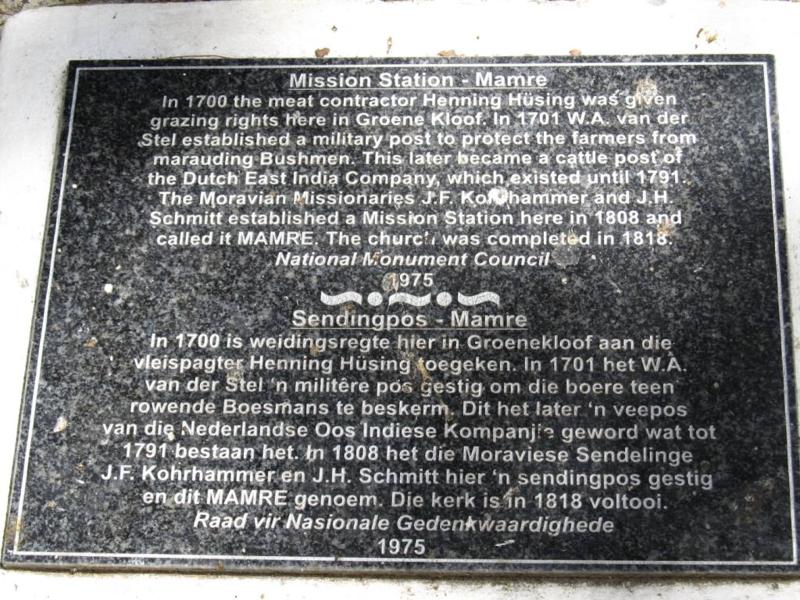 Mission Station - Mamre
In 1700 the meat contractor Henning Hüsing was given
grazing rights here in Groene Kloof. In 1701 W.A. van der
Stel established a military post to protect the farmers from
marauding Bushmen. This later became a cattle post of
the Dutch East India Company, which existed until 1791.
The Moravian Missionaries J.F. Kohrhammer and J.H.
Schmitt established a Mission Station here in 1808 and
called it MAMRE. The church was completed in 1818.
National Monument Council
1975
Sendingpos - Mamre
In 1700 is weidingsregte hier in Groenekloof aan die
vleispagter Henning Hüsing toegeken. In 1701 het W.A.
van der Stel 'n militêre pos gestig om die boere teen
rowende Boesmans te beskerm. Dit het later 'n veepos
van die Nederlandse Oos Indiese Kompanjie geword wat tot
1791 bestaan het. In 1808 het die Moraviese Sendelinge
J.F. Kohrhammer en J.H. Schmitt hier 'n sendingpos gestig
en dit MAMRE genoem. Die kerk is in 1818 voltooi.
Raad vir Nasionale Gedenkwaardighede
1975